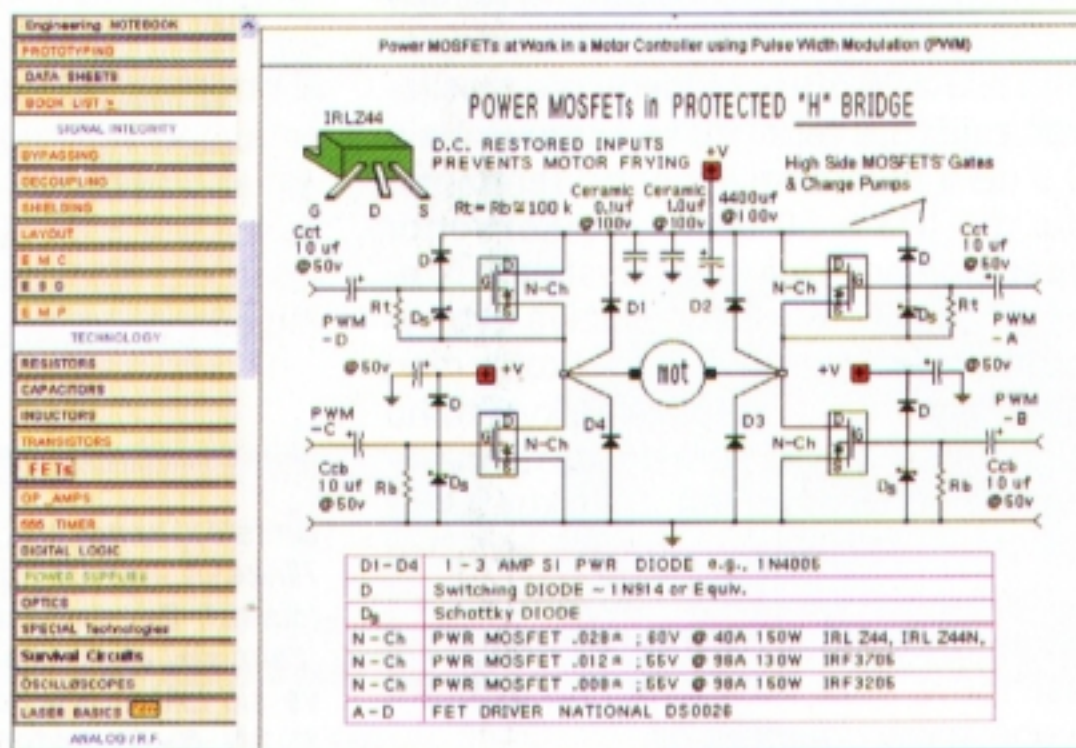 Engineering NOTEBOOK
PROTOTYPING
DATA SHEETS
BOOK LIST
SIGNAL INTEGRITY
BYPASSING
DECOUPLING
SHIELDING
LAYOUT
E M C
E S D
E M P
TECHNOLOGY
RESISTORS
CAPACITORS
INDUCTORS
TRANSISTORS
FETs
OP_AMPS
555 TIMER
DIGITAL LOGIC
POWER SUPPLIES
OPTICS
SPECIAL Technologies
Survival Circuits
OSCILLØSCOPES
LASER BASICS
ANALOG / R.F.
Power MOSFETs at Work in a Motor Controller using Pulse Width Modulation (PWM)
POWER MOSFETs in PROTECTED "H" BRIDGE
IRLZ44
G D S
D.C. RESTORED INPUTS
PREVENTS MOTOR FRYING
+V
High Side MOSFETS' Gates
& Charge Pumps
Rt = Rb ≅ 100 k
Ceramic
0.1uf
@100v
Ceramic
1.0uf
@100v
4400uf
@100v
Cct
10 uf
@50v
D
Rt
Ds
D
G
S
N-Ch
D1
D2
N-Ch
D
G
S
D
Ds
Rt
Cct
10 uf
@50v
PWM
-D
PWM
-A
@50v
+V
mot
+V
@50v
PWM
-C
D
D
G
S
N-Ch
D4
D3
N-Ch
D
G
S
D
PWM
-B
Ccb
10 uf
@50v
Rb
Ds
Ds
Rb
Ccb
10 uf
@50v
D1-D4 1 - 3 AMP Si PWR DIODE e.g., 1N4005
D Switching DIODE ~ 1N914 or Equiv.
Ds Schottky DIODE
N-Ch PWR MOSFET .028Ω ; 60V @ 40A 150W IRL Z44, IRL Z44N,
N-Ch PWR MOSFET .012Ω ; 55V @ 98A 130W IRF3705
N-Ch PWR MOSFET .008Ω ; 55V @ 98A 150W IRF3205
A-D FET DRIVER NATIONAL DS0026